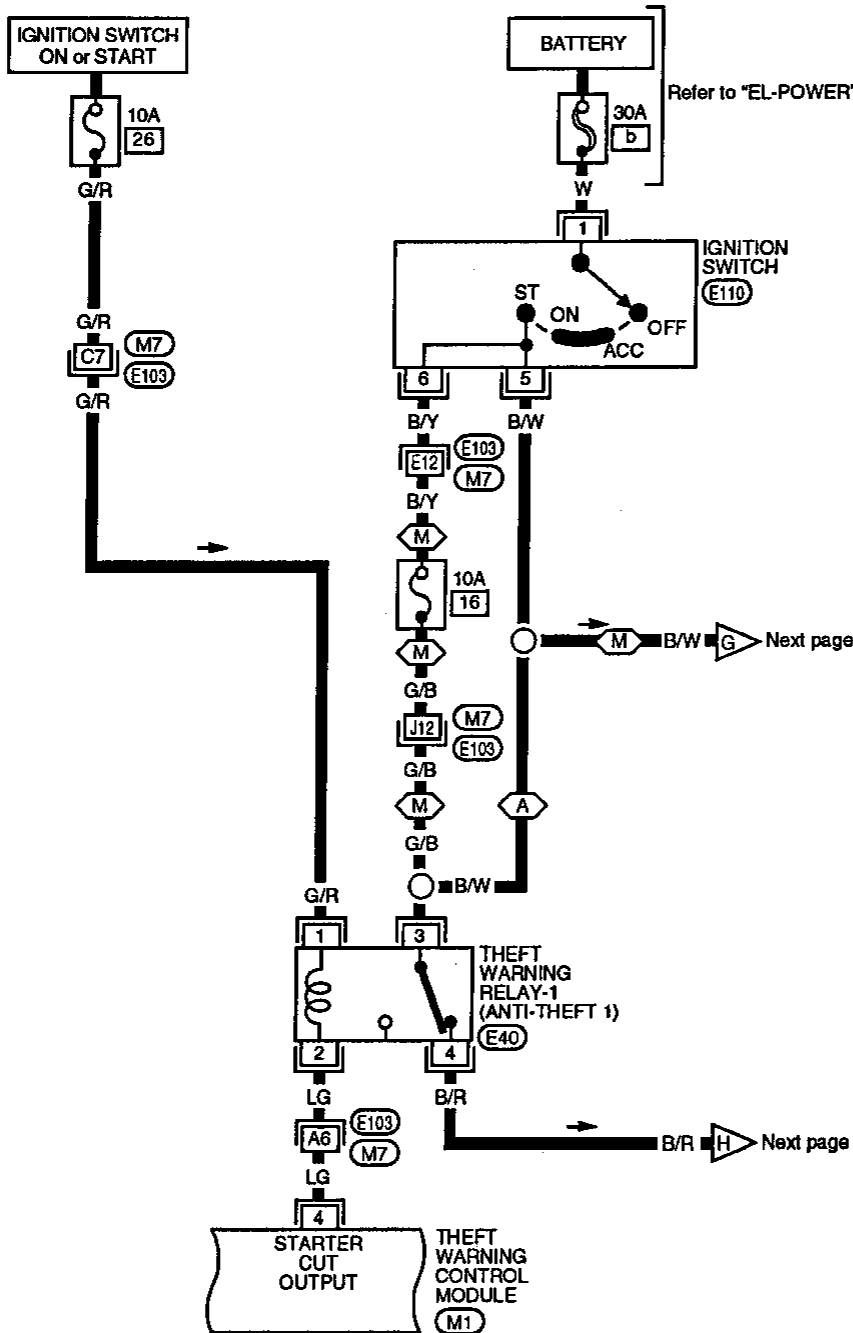 IGNITION SWITCH
ON or START
BATTERY
Refer to "EL-POWER"
10A
26
30A
b
G/R
W
1
IGNITION
SWITCH
E110
ST
ON
OFF
ACC
G/R
C7
M7
E103
G/R
6
5
B/Y
B/W
E12
E103
M7
B/Y
M
10A
16
M
B/W
G
Next page
M
G/B
J12
M7
E103
G/B
M
A
G/B
B/W
G/R
1
3
THEFT
WARNING
RELAY-1
(ANTI-THEFT 1)
E40
2
4
LG
B/R
A6
E103
M7
B/R
H
Next page
LG
4
STARTER
CUT
OUTPUT
THEFT
WARNING
CONTROL
MODULE
M1